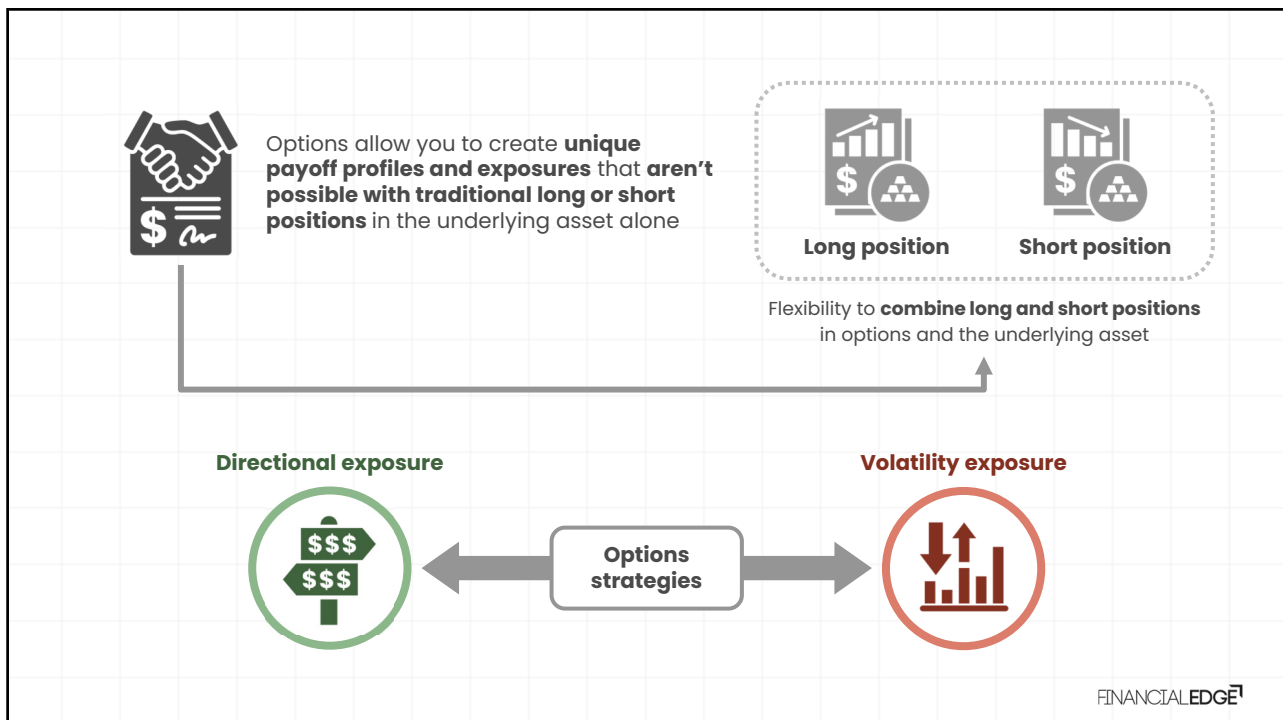 Options allow you to create unique
payoff profiles and exposures that aren't
possible with traditional long or short
positions in the underlying asset alone
$
$
$
Long position
Short position
Flexibility to combine long and short positions
in options and the underlying asset
Directional exposure
Volatility exposure
$$$
$$$
Options
strategies
FINANCIALEDGE